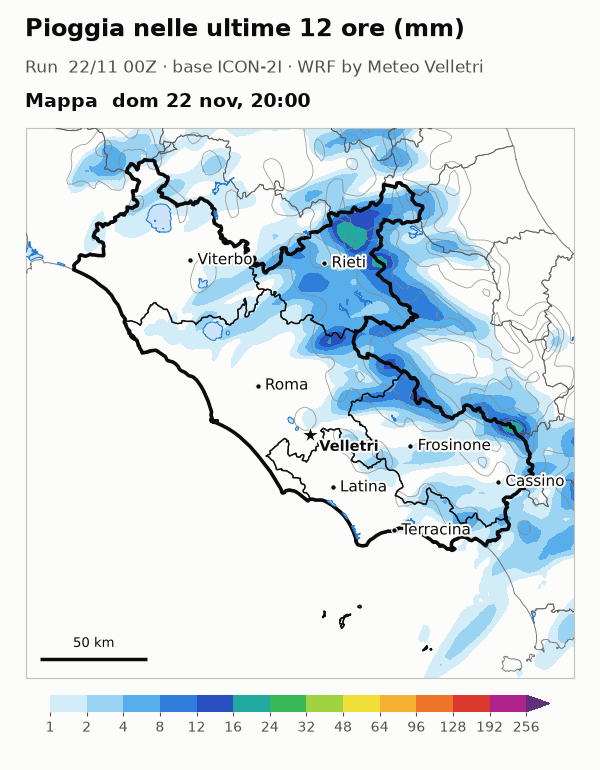 Pioggia nelle ultime 12 ore (mm)
Run  22/11 00Z · base ICON-2I · WRF by Meteo Velletri
Mappa  dom 22 nov, 20:00
Viterbo
Rieti
Roma
Velletri
Frosinone
Cassino
Latina
Terracina
50 km
1 2 4 8 12 16 24 32 48 64 96 128 192 256